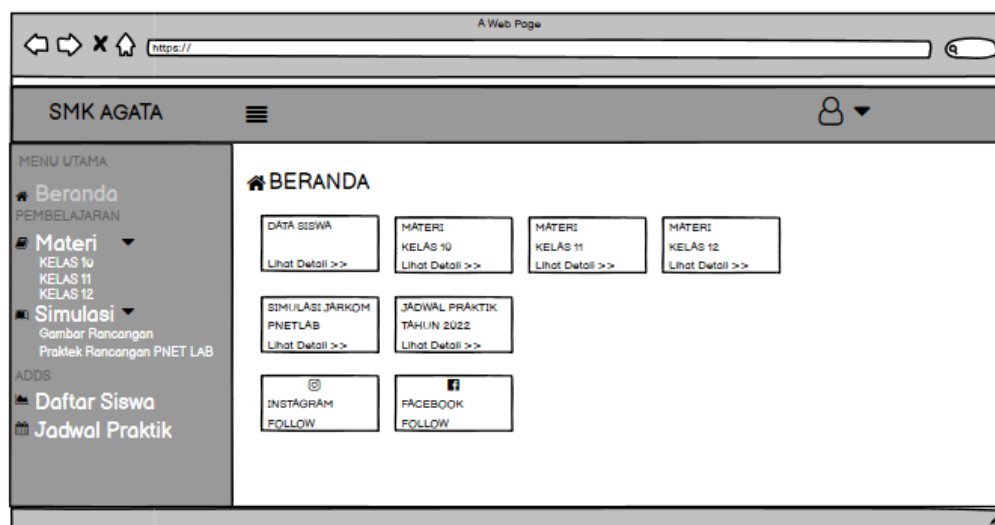 A Web Page
https://
SMK AGATA
MENU UTAMA
Beranda
PEMBELAJARAN
Materi
KELAS 10
KELAS 11
KELAS 12
Simulasi
Gambar Rancangan
Praktek Rancangan PNET LAB
ADDS
Daftar Siswa
Jadwal Praktik
BERANDA
DATA SISWA
Lihat Detail >>
MATERI
KELAS 10
Lihat Detail >>
MATERI
KELAS 11
Lihat Detail >>
MATERI
KELAS 12
Lihat Detail >>
SIMULASI JARKOM
PNETLAB
Lihat Detail >>
JADWAL PRAKTIK
TAHUN 2022
Lihat Detail >>
INSTAGRAM
FOLLOW
FACEBOOK
FOLLOW